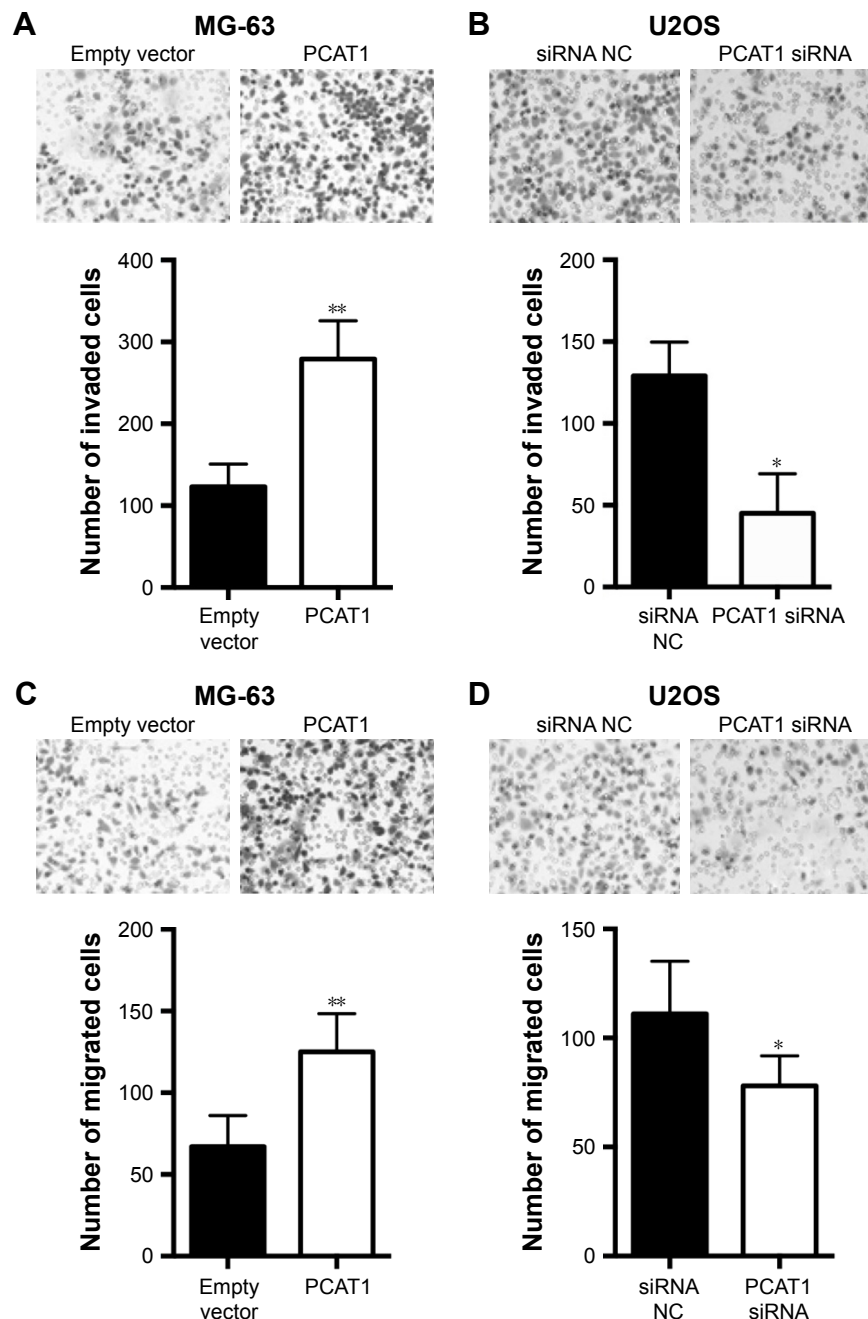 A
MG-63
Empty vector
PCAT1
Number of invaded cells
400
300
200
100
0
**
Empty
vector
PCAT1
B
U2OS
siRNA NC
PCAT1 siRNA
Number of invaded cells
200
150
100
50
0
*
siRNA
NC
PCAT1 siRNA
C
MG-63
Empty vector
PCAT1
Number of migrated cells
200
150
100
50
0
**
Empty
vector
PCAT1
D
U2OS
siRNA NC
PCAT1 siRNA
Number of migrated cells
150
100
50
0
*
siRNA
NC
PCAT1
siRNA